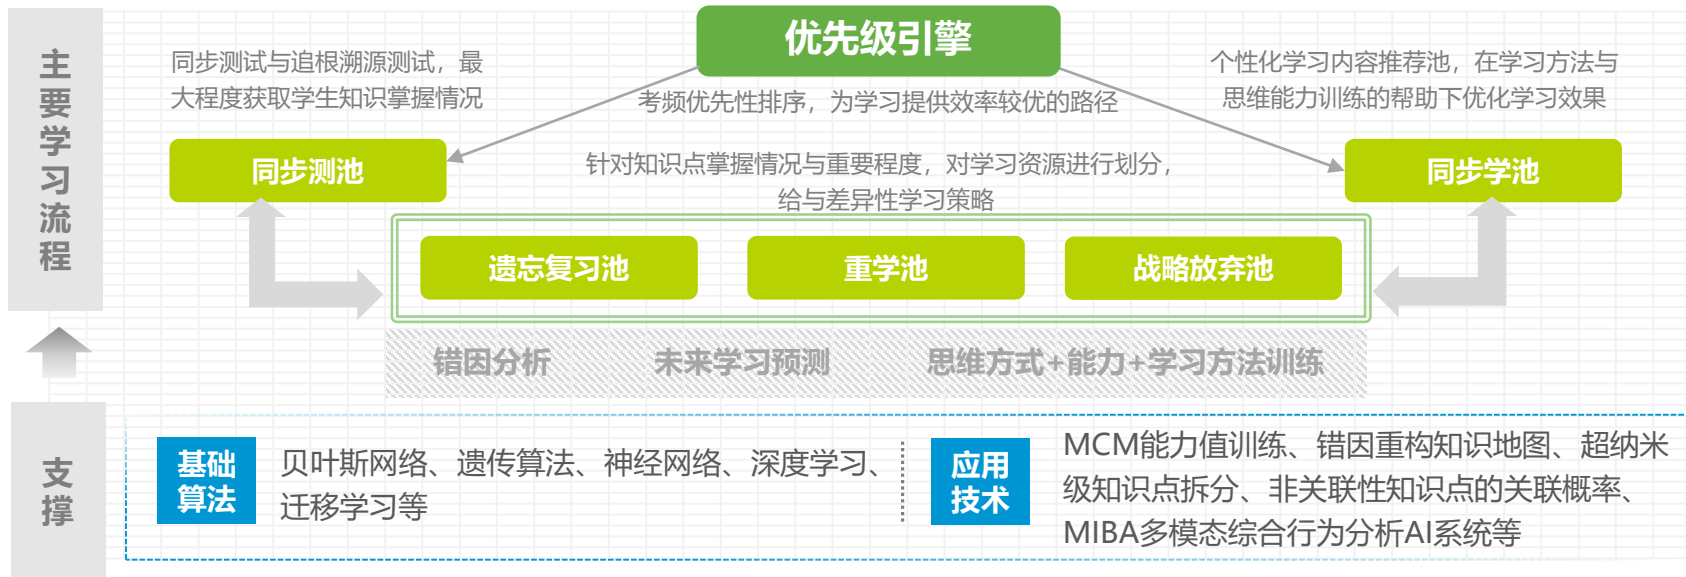 主要学习流程
优先级引擎
同步测试与追根溯源测试，最
大程度获取学生知识掌握情况
考频优先性排序，为学习提供效率较优的路径
个性化学习内容推荐池，在学习方法与
思维能力训练的帮助下优化学习效果
同步测池
针对知识点掌握情况与重要程度，对学习资源进行划分，
给与差异性学习策略
同步学池
遗忘复习池
重学池
战略放弃池
错因分析
未来学习预测
思维方式+能力+学习方法训练
支撑
基础
算法
贝叶斯网络、遗传算法、神经网络、深度学习、
迁移学习等
应用
技术
MCM能力值训练、错因重构知识地图、超纳米
级知识点拆分、非关联性知识点的关联概率、
MIBA多模态综合行为分析AI系统等